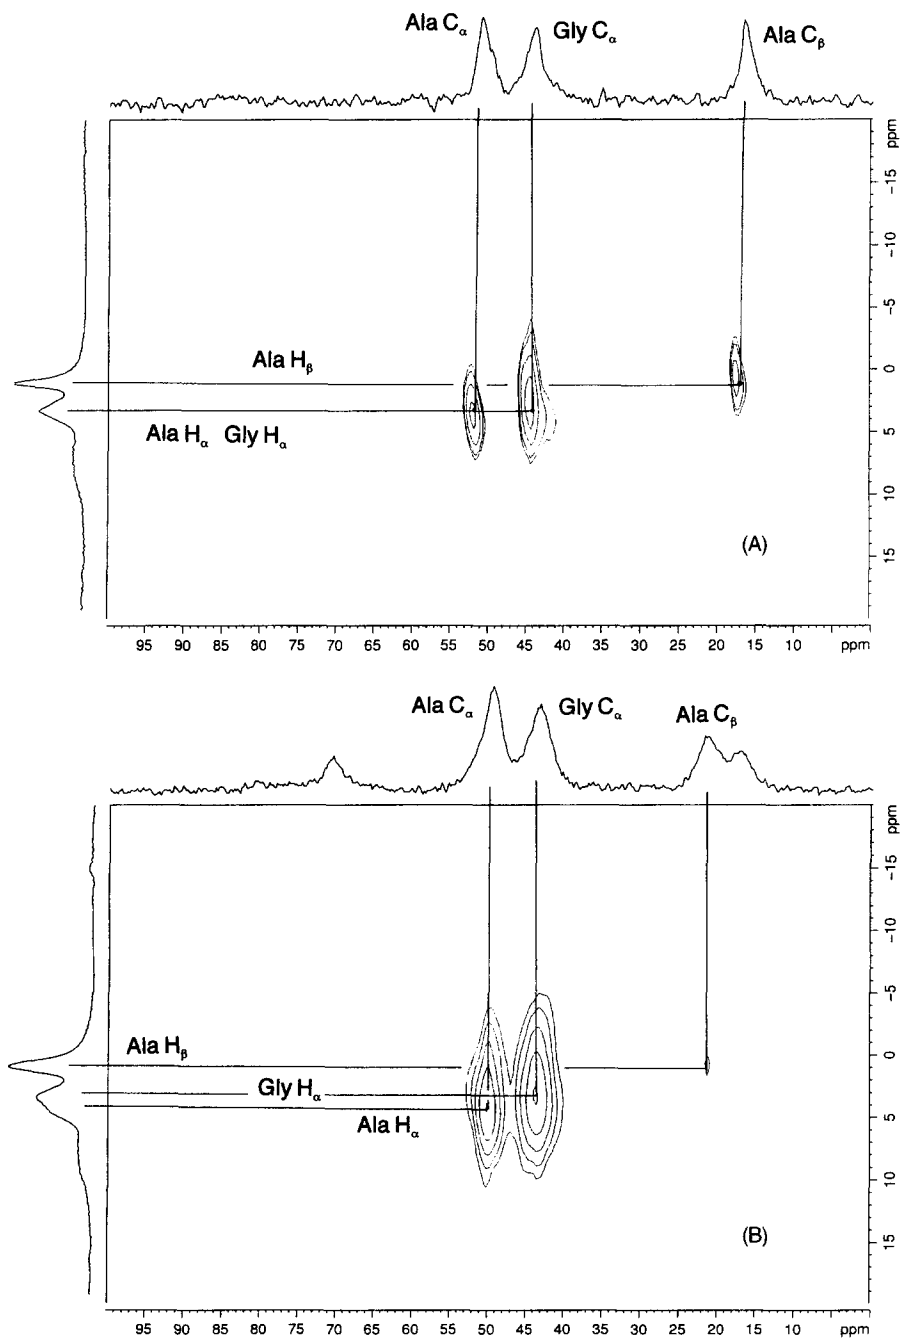 Ala Cα Gly Cα Ala Cβ
ppm
-15
-10
-5
0
5
10
15
Ala Hβ
Ala Hα Gly Hα
(A)
95 90 85 80 75 70 65 60 55 50 45 40 35 30 25 20 15 10 ppm
Ala Cα Gly Cα Ala Cβ
ppm
-15
-10
-5
0
5
10
15
Ala Hβ
Gly Hα
Ala Hα
(B)
95 90 85 80 75 70 65 60 55 50 45 40 35 30 25 20 15 10 ppm